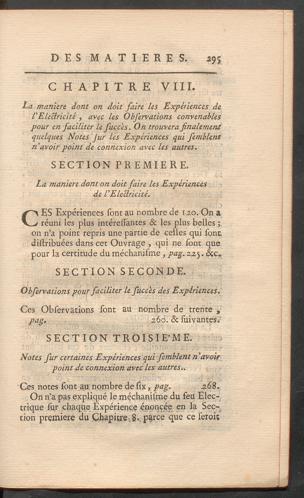 DES MATIERES. 295
CHAPITRE VIII.
La maniere dont on doit faire les Expériences de
l'Electricité, avec les Observations convenables
pour en faciliter le succès. On trouvera finalement
quelques Notes sur les Expériences qui semblent
n'avoir point de connexion avec les autres.
SECTION PREMIERE.
La maniere dont on doit faire les Expériences
de l'Electricité.
CES Expériences sont au nombre de 120. On a
réuni les plus intéressantes & les plus belles ;
on n'a point repris une partie de celles qui sont
distribuées dans cet Ouvrage, qui ne sont que
pour la certitude du méchanisme, pag. 225. &c.
SECTION SECONDE.
Observations pour faciliter le succès des Expériences.
Ces Observations sont au nombre de trente,
pag. 260. & suivantes.
SECTION TROISIE'ME.
Notes sur certaines Expériences qui semblent n'avoir
point de connexion avec les autres..
Ces notes sont au nombre de six, pag. 268.
On n'a pas expliqué le méchanisme du feu Elec-
trique sur chaque Expérience énoncée en la Sec-
tion premiere du Chapitre 8. parce que ce seroit